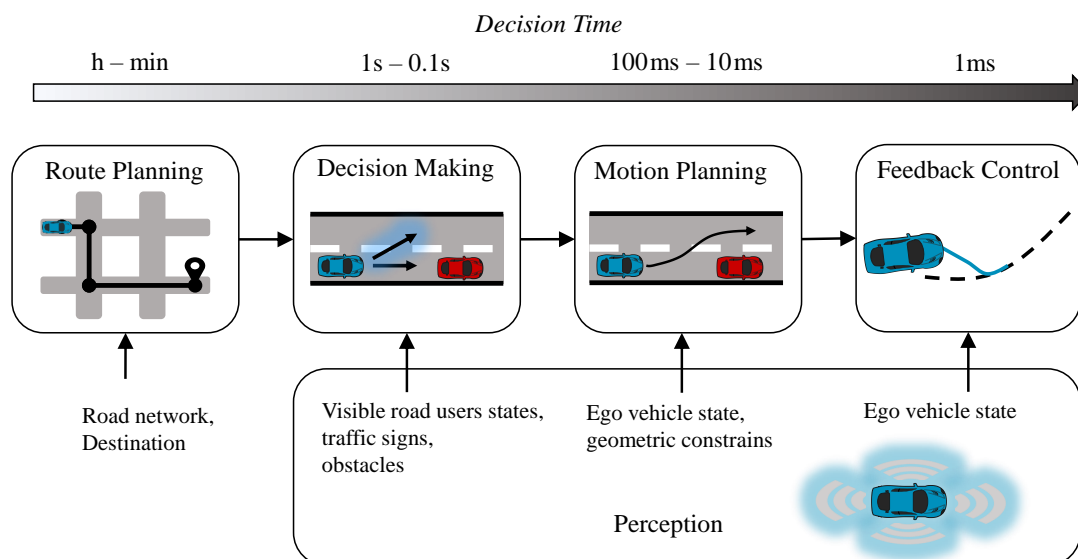 Decision Time
h – min
1s – 0.1s
100ms – 10ms
1ms
Route Planning
Decision Making
Motion Planning
Feedback Control
Road network,
Destination
Visible road users states,
traffic signs,
obstacles
Ego vehicle state,
geometric constrains
Ego vehicle state
Perception